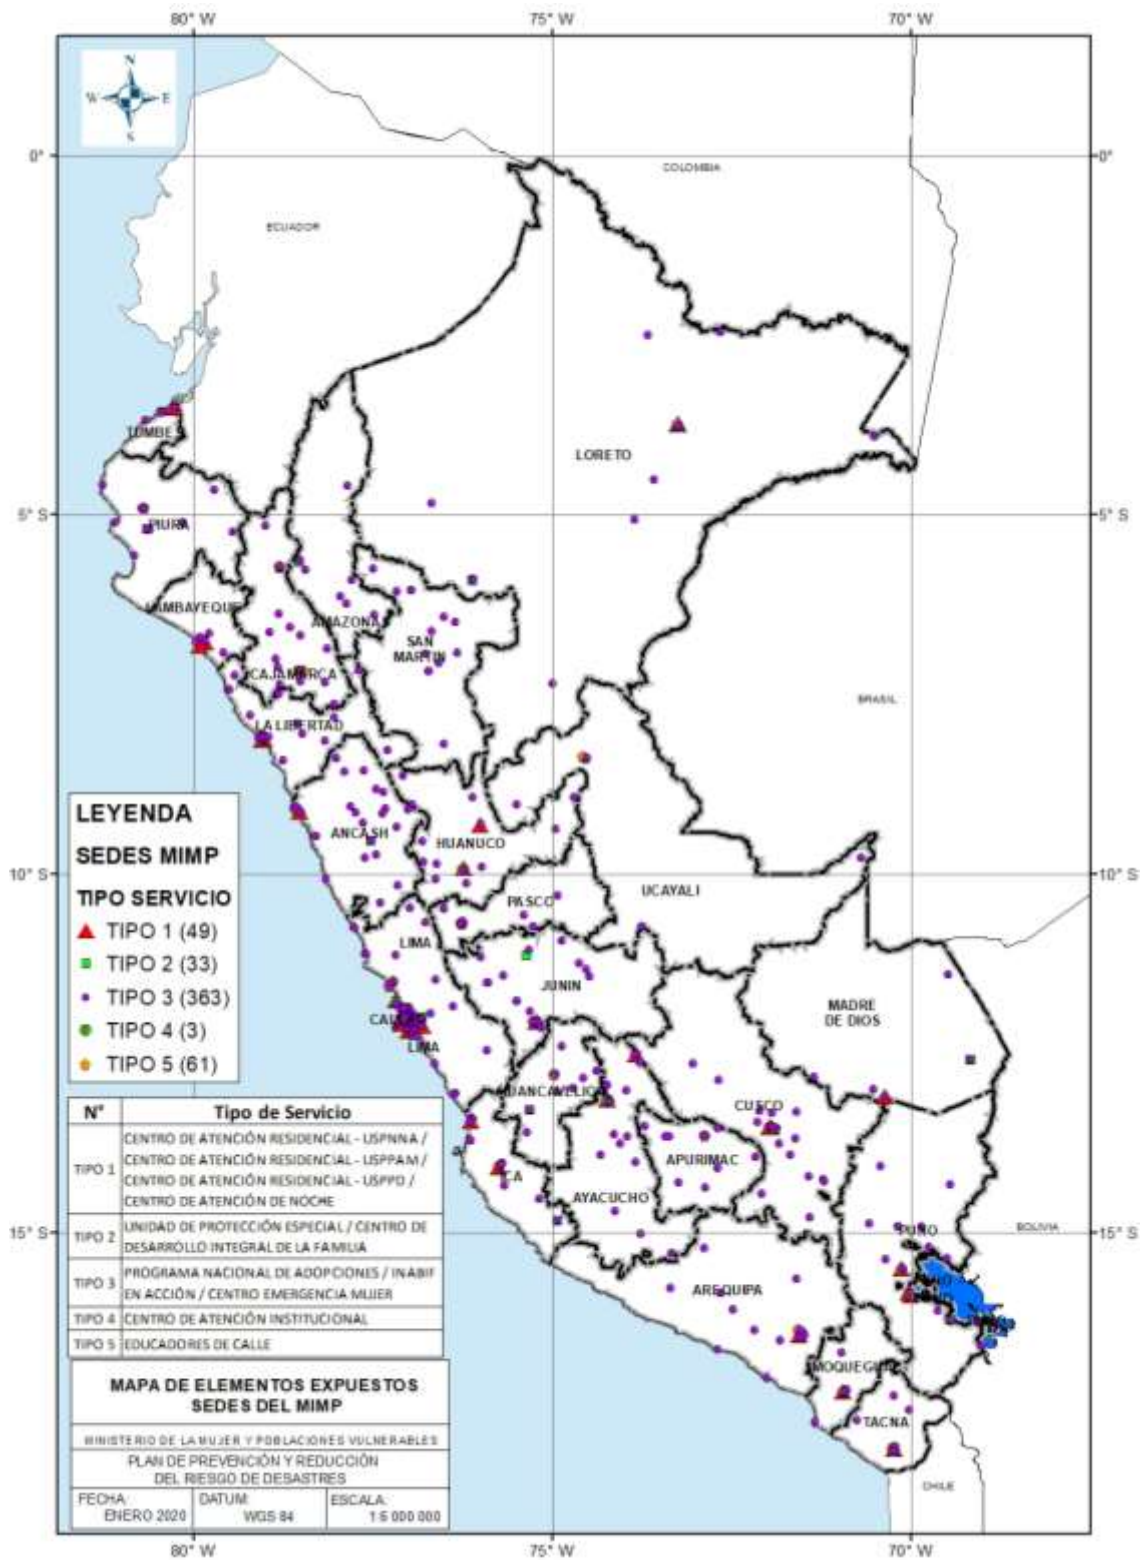 80° W
75° W
70° W
N
W
E
S
0°
0°
COLOMBIA
ECUADOR
TUMBES
LORETO
5° S
5° S
PIURA
LAMBAYEQUE
AMAZONAS
SAN
MARTIN
CAJAMARCA
BRASIL
LA LIBERTAD
LEYENDA
SEDES MIMP
TIPO SERVICIO
TIPO 1 (49)
TIPO 2 (33)
TIPO 3 (363)
TIPO 4 (3)
TIPO 5 (61)
ANCASH
HUANUCO
10° S
10° S
UCAYALI
PASCO
LIMA
JUNIN
MADRE
DE DIOS
CALLAO
LIMA
HUANCAVELICA
CUSCO
APURIMAC
ICA
AYACUCHO
15° S
15° S
PUNO
BOLIVIA
AREQUIPA
MOQUEGUA
TACNA
CHILE
N° Tipo de Servicio
TIPO 1 CENTRO DE ATENCIÓN RESIDENCIAL - USPNNA /
CENTRO DE ATENCIÓN RESIDENCIAL - USPPAM /
CENTRO DE ATENCIÓN RESIDENCIAL - USPPD /
CENTRO DE ATENCIÓN DE NOCHE
TIPO 2 UNIDAD DE PROTECCIÓN ESPECIAL / CENTRO DE
DESARROLLO INTEGRAL DE LA FAMILIA
TIPO 3 PROGRAMA NACIONAL DE ADOPCIONES / INABIF
EN ACCIÓN / CENTRO EMERGENCIA MUJER
TIPO 4 CENTRO DE ATENCIÓN INSTITUCIONAL
TIPO 5 EDUCADORES DE CALLE
MAPA DE ELEMENTOS EXPUESTOS
SEDES DEL MIMP
MINISTERIO DE LA MUJER Y POBLACIONES VULNERABLES
PLAN DE PREVENCIÓN Y REDUCCIÓN
DEL RIESGO DE DESASTRES
FECHA: DATUM: ESCALA:
ENERO 2020 WGS 84 1:6 000 000
80° W
75° W
70° W